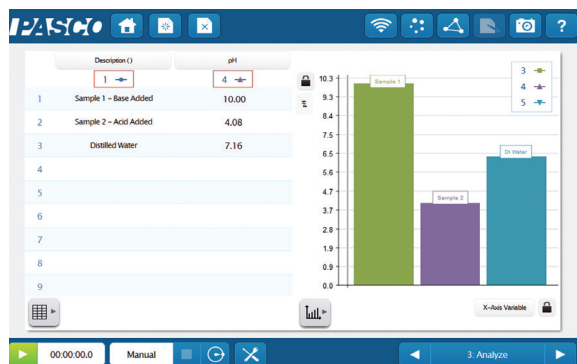 PASCO
?
Description () pH
1 4
1 Sample 1 – Base Added 10.00
2 Sample 2 – Acid Added 4.08
3 Distilled Water 7.16
4
5
6
7
8
9
pH
10.3
9.3
8.4
7.5
6.5
5.6
4.7
3.7
2.8
1.9
0.9
0.0
Sample 1
Sample 2
DI Water
3
4
5
X-Axis Variable
00:00:00.0 Manual
3: Analyze